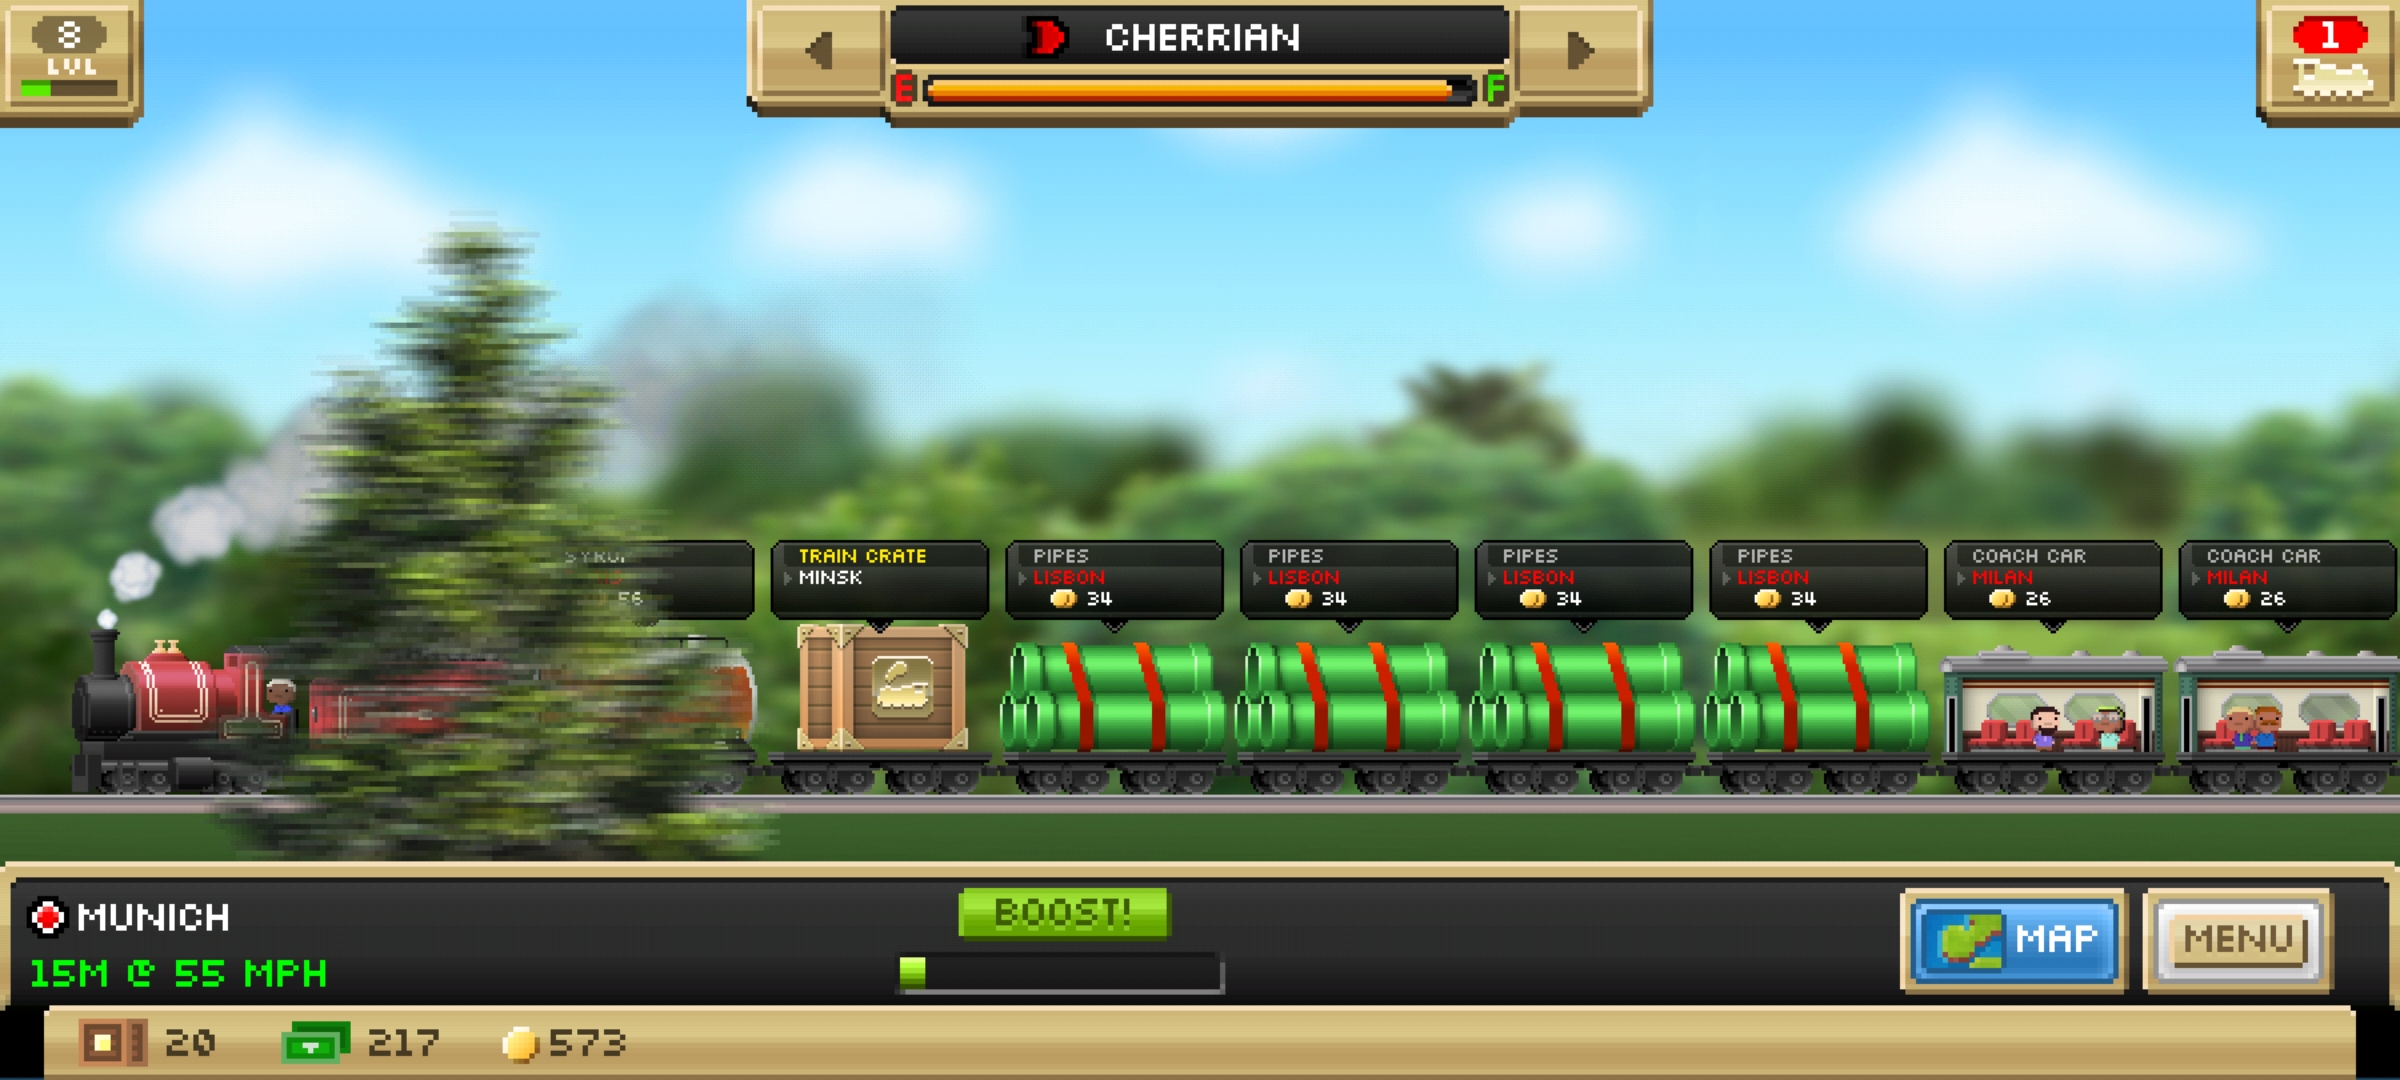 8
LVL
CHERRIAN
E F
1
56
TRAIN CRATE
MINSK
PIPES
LISBON
34
PIPES
LISBON
34
PIPES
LISBON
34
PIPES
LISBON
34
COACH CAR
MILAN
26
COACH CAR
MILAN
26
MUNICH
15M @ 55 MPH
BOOST!
MAP
MENU
20
217
573